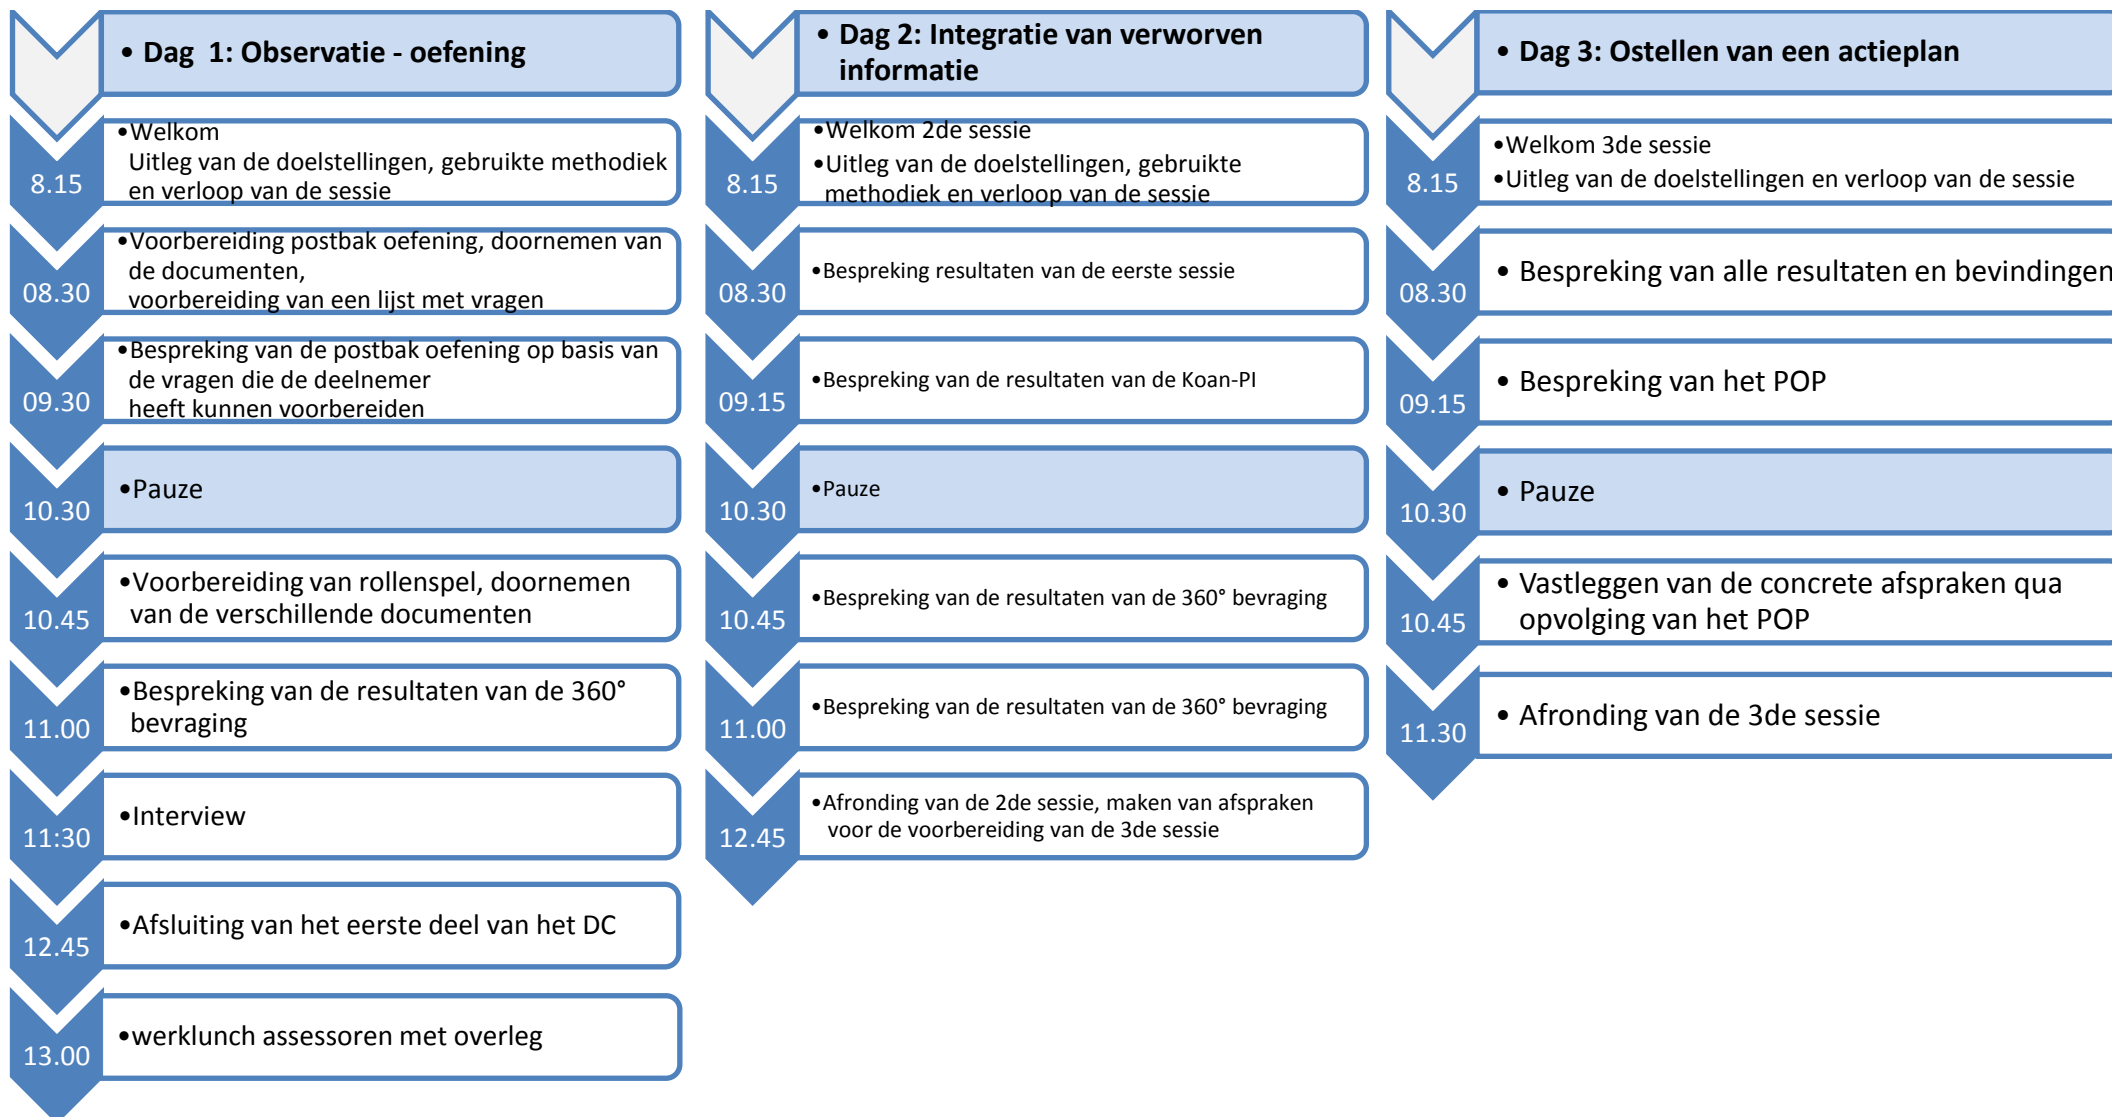 • Dag  1: Observatie - oefening
8.15
•Welkom
Uitleg van de doelstellingen, gebruikte methodiek
en verloop van de sessie
08.30
•Voorbereiding postbak oefening, doornemen van
de documenten,
voorbereiding van een lijst met vragen
09.30
•Bespreking van de postbak oefening op basis van
de vragen die de deelnemer
heeft kunnen voorbereiden
10.30
•Pauze
10.45
•Voorbereiding van rollenspel, doornemen
van de verschillende documenten
11.00
•Bespreking van de resultaten van de 360°
bevraging
11:30
•Interview
12.45
•Afsluiting van het eerste deel van het DC
13.00
•werklunch assessoren met overleg
• Dag 2: Integratie van verworven
informatie
8.15
•Welkom 2de sessie
•Uitleg van de doelstellingen, gebruikte
methodiek en verloop van de sessie
08.30
•Bespreking resultaten van de eerste sessie
09.15
•Bespreking van de resultaten van de Koan-PI
10.30
•Pauze
10.45
•Bespreking van de resultaten van de 360° bevraging
11.00
•Bespreking van de resultaten van de 360° bevraging
12.45
•Afronding van de 2de sessie, maken van afspraken
voor de voorbereiding van de 3de sessie
• Dag 3: Ostellen van een actieplan
8.15
•Welkom 3de sessie
•Uitleg van de doelstellingen en verloop van de sessie
08.30
• Bespreking van alle resultaten en bevindingen
09.15
• Bespreking van het POP
10.30
• Pauze
10.45
• Vastleggen van de concrete afspraken qua
opvolging van het POP
11.30
• Afronding van de 3de sessie